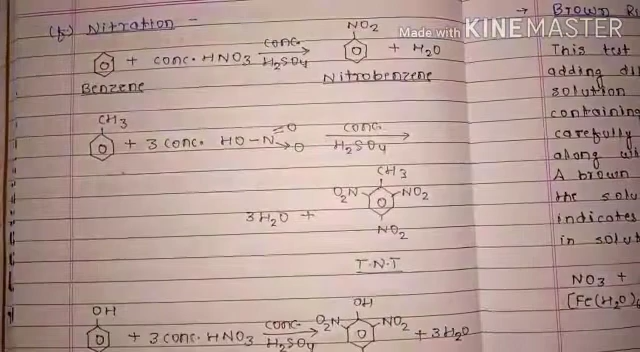 (f) Nitration -
Made with KINEMASTER
NO2
+ conc. HNO3 conc. H2SO4 + H2O
Benzene Nitrobenzene
CH3
+ 3 conc. HO-N =O →O conc. H2SO4
CH3
3H2O + O2N NO2
NO2
T.N.T
OH OH
+ 3 conc. HNO3 conc. H2SO4 O2N NO2 + 3H2O
→ Brown
This test
adding
solution
containing
carefully
along
A brown
the
indicates
in
NO3 +
[Fe(H2O)